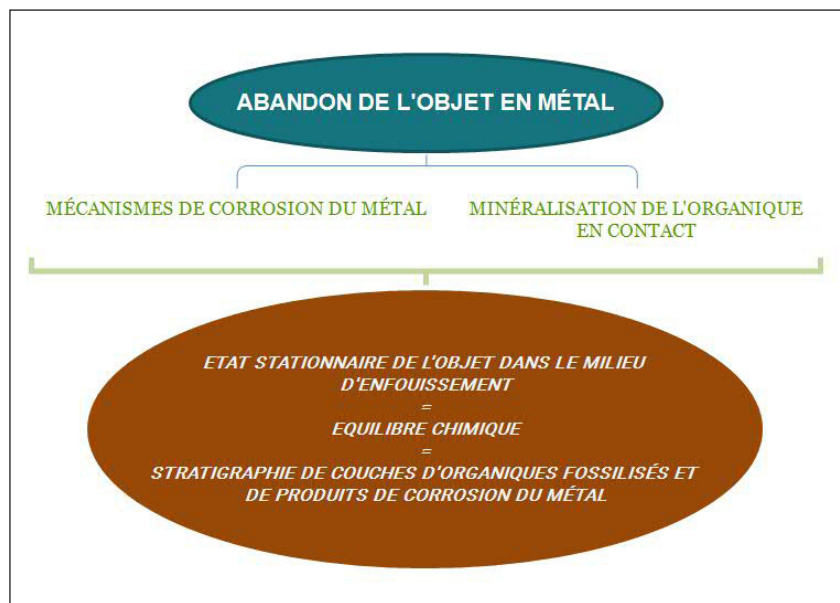 ABANDON DE L'OBJET EN MÉTAL
MÉCANISMES DE CORROSION DU MÉTAL
MINÉRALISATION DE L'ORGANIQUE
EN CONTACT
ETAT STATIONNAIRE DE L'OBJET DANS LE MILIEU
D'ENFOUISSEMENT
=
EQUILIBRE CHIMIQUE
=
STRATIGRAPHIE DE COUCHES D'ORGANIQUES FOSSILISÉS ET
DE PRODUITS DE CORROSION DU MÉTAL